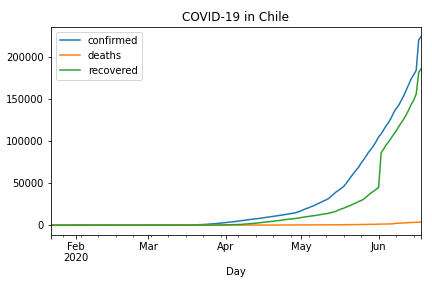 COVID-19 in Chile
confirmed
deaths
recovered
200000
150000
100000
50000
0
Feb Mar Apr May Jun
2020
Day